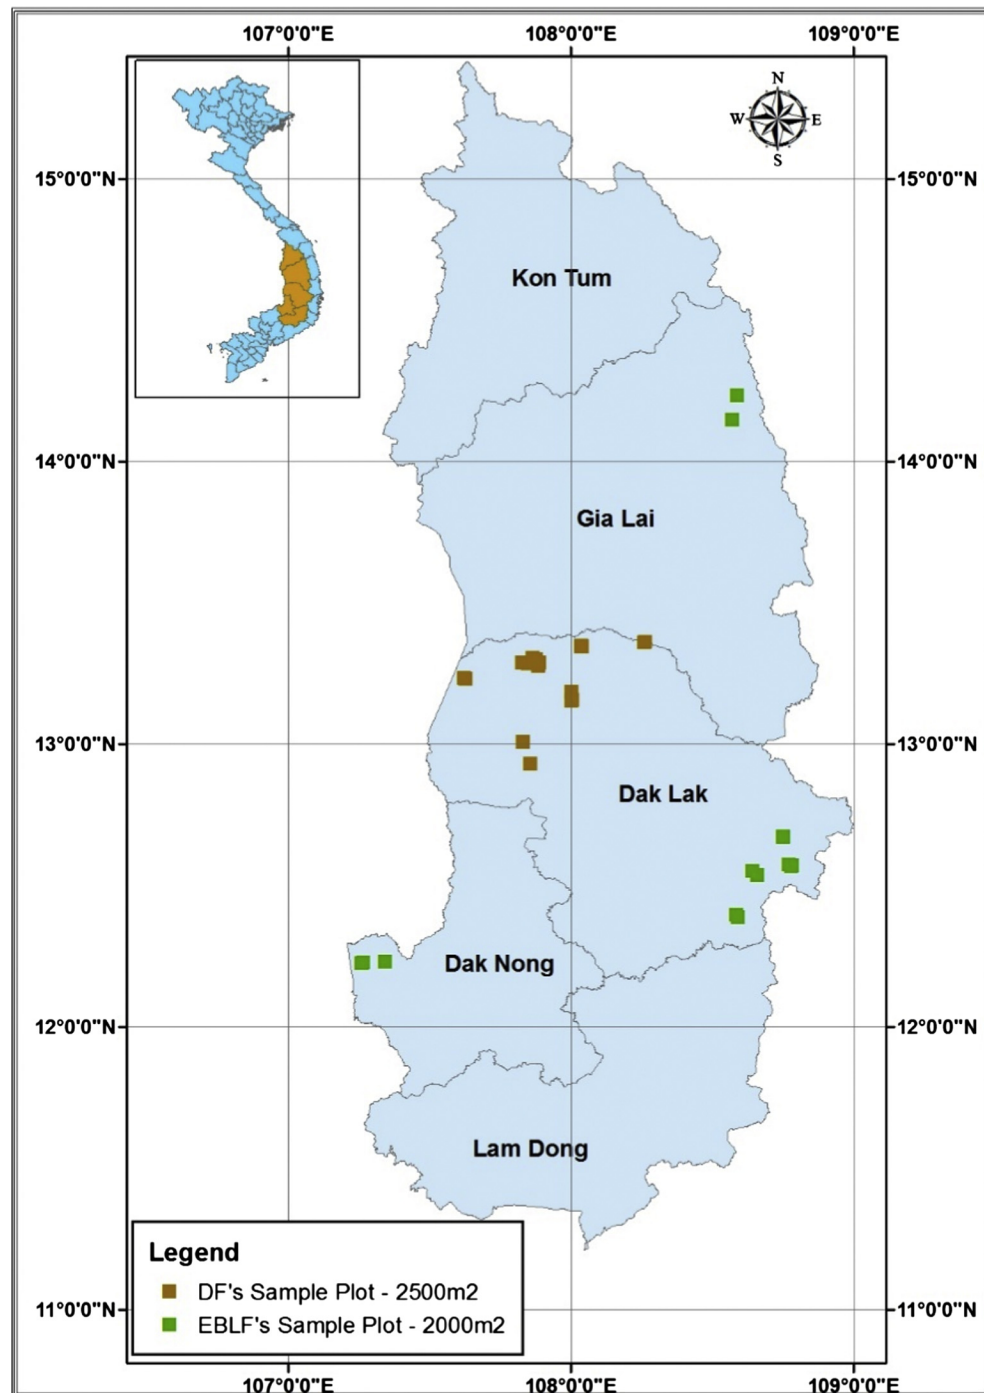 107°0'0"E 108°0'0"E 109°0'0"E
N
W E
S
15°0'0"N 15°0'0"N
Kon Tum
14°0'0"N 14°0'0"N
Gia Lai
13°0'0"N 13°0'0"N
Dak Lak
Dak Nong
12°0'0"N 12°0'0"N
Lam Dong
Legend
DF's Sample Plot - 2500m2
11°0'0"N 11°0'0"N
EBLF's Sample Plot - 2000m2
107°0'0"E 108°0'0"E 109°0'0"E